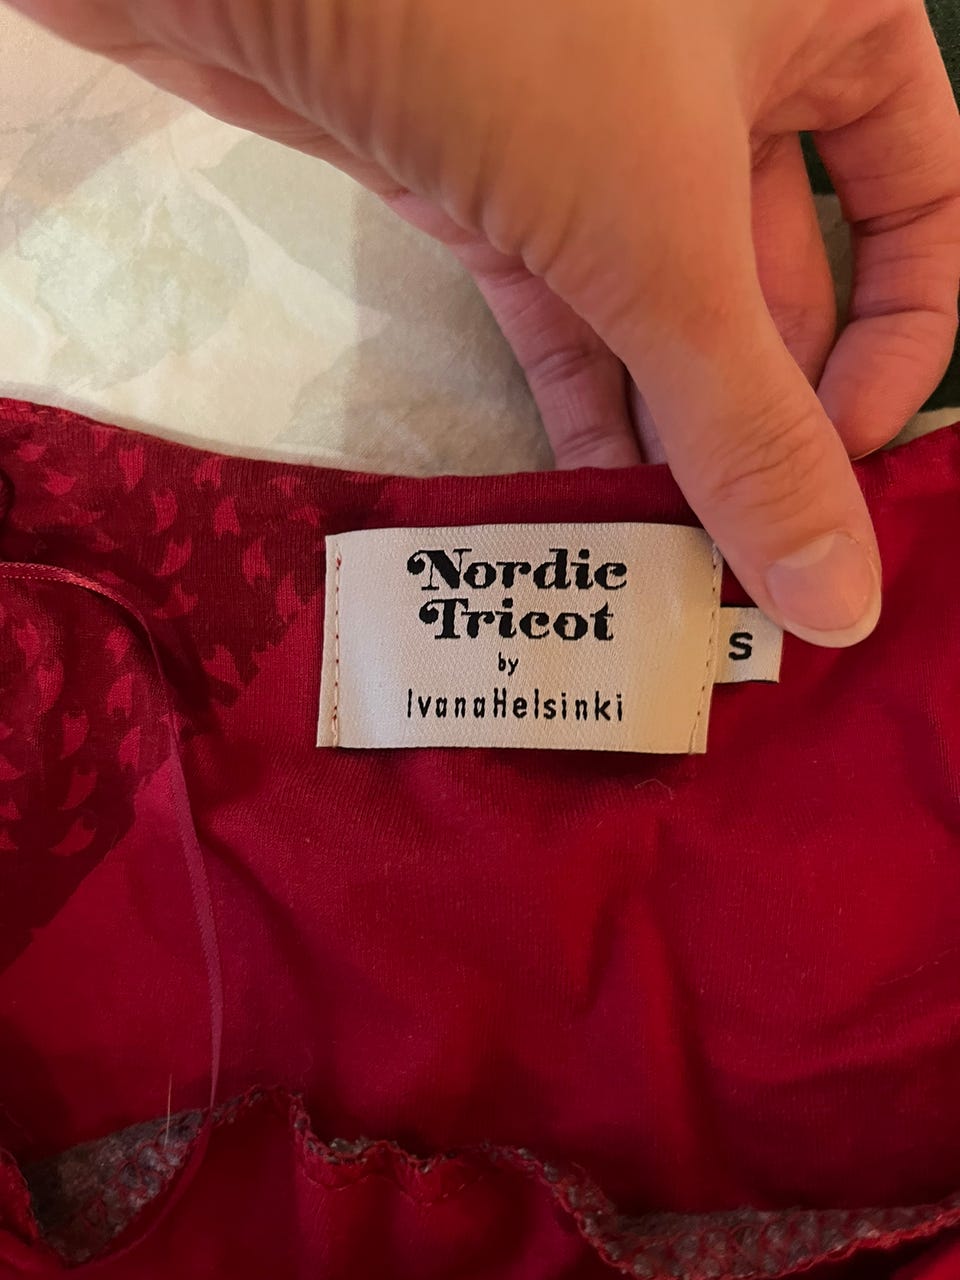 Nordic
Tricot
by
IvanaHelsinki
S